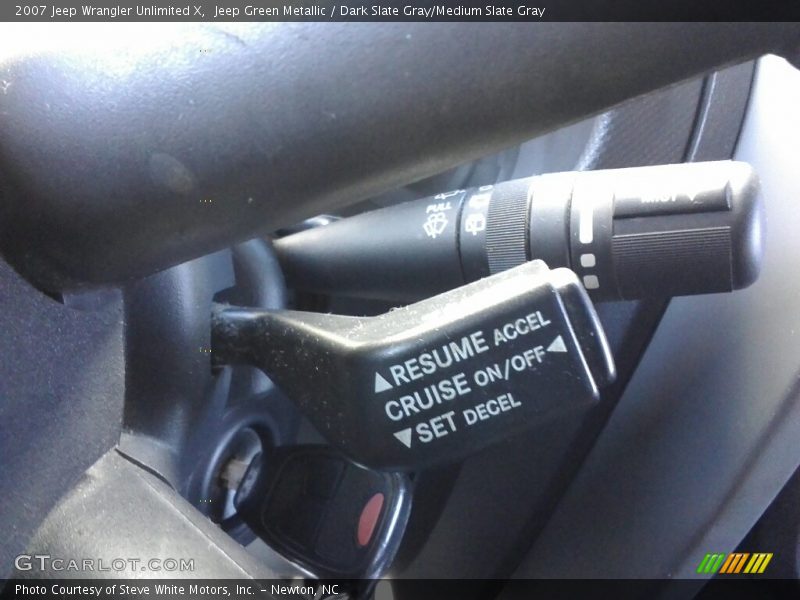 2007 Jeep Wrangler Unlimited X, Jeep Green Metallic / Dark Slate Gray/Medium Slate Gray
PULL
MIST
▲RESUME ACCEL
CRUISE ON/OFF ◀
▼SET DECEL
GTCARLOT.COM
Photo Courtesy of Steve White Motors, Inc. – Newton, NC